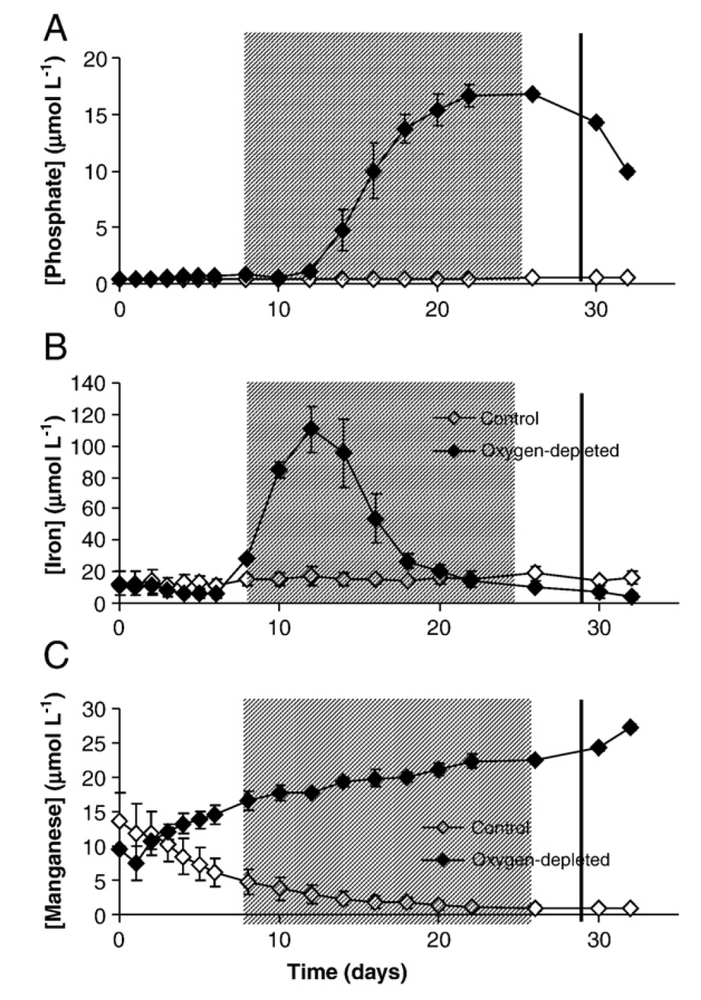 A
[Phosphate] (μmol L-1)
20
15
10
5
0
0 10 20 30
B
[Iron] (μmol L-1)
140
120
100
80
60
40
20
0
Control
Oxygen-depleted
0 10 20 30
C
[Manganese] (μmol L-1)
30
25
20
15
10
5
0
Control
Oxygen-depleted
0 10 20 30
Time (days)